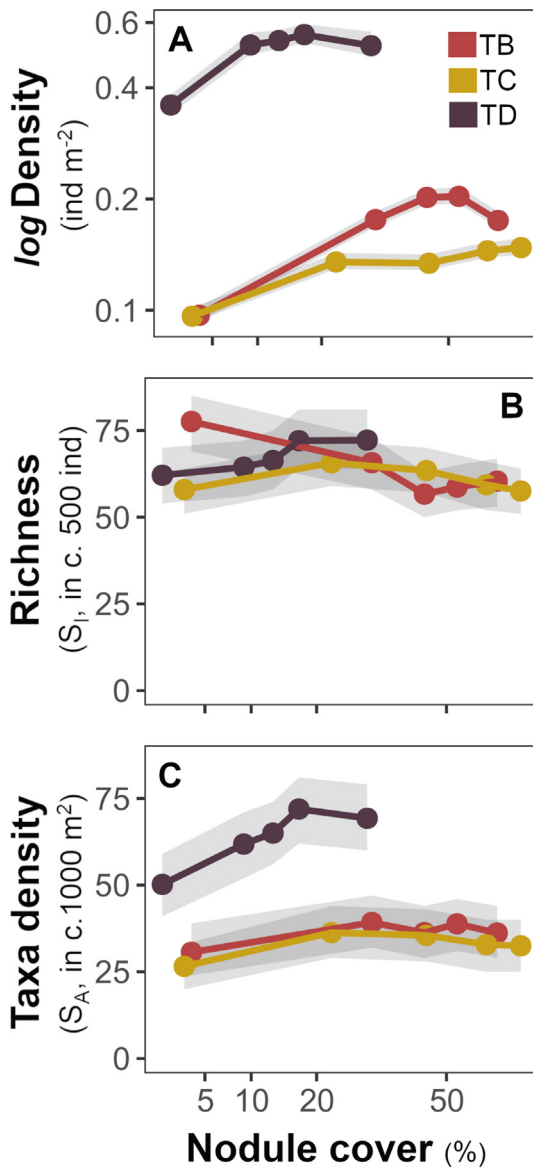 A
TB
TC
TD
0.6
0.4
0.2
0.1
log Density
(ind m⁻²)
B
75
50
25
0
Richness
(S_I, in c. 500 ind)
C
75
50
25
0
Taxa density
(S_A, in c.1000 m²)
5 10 20 50
Nodule cover (%)